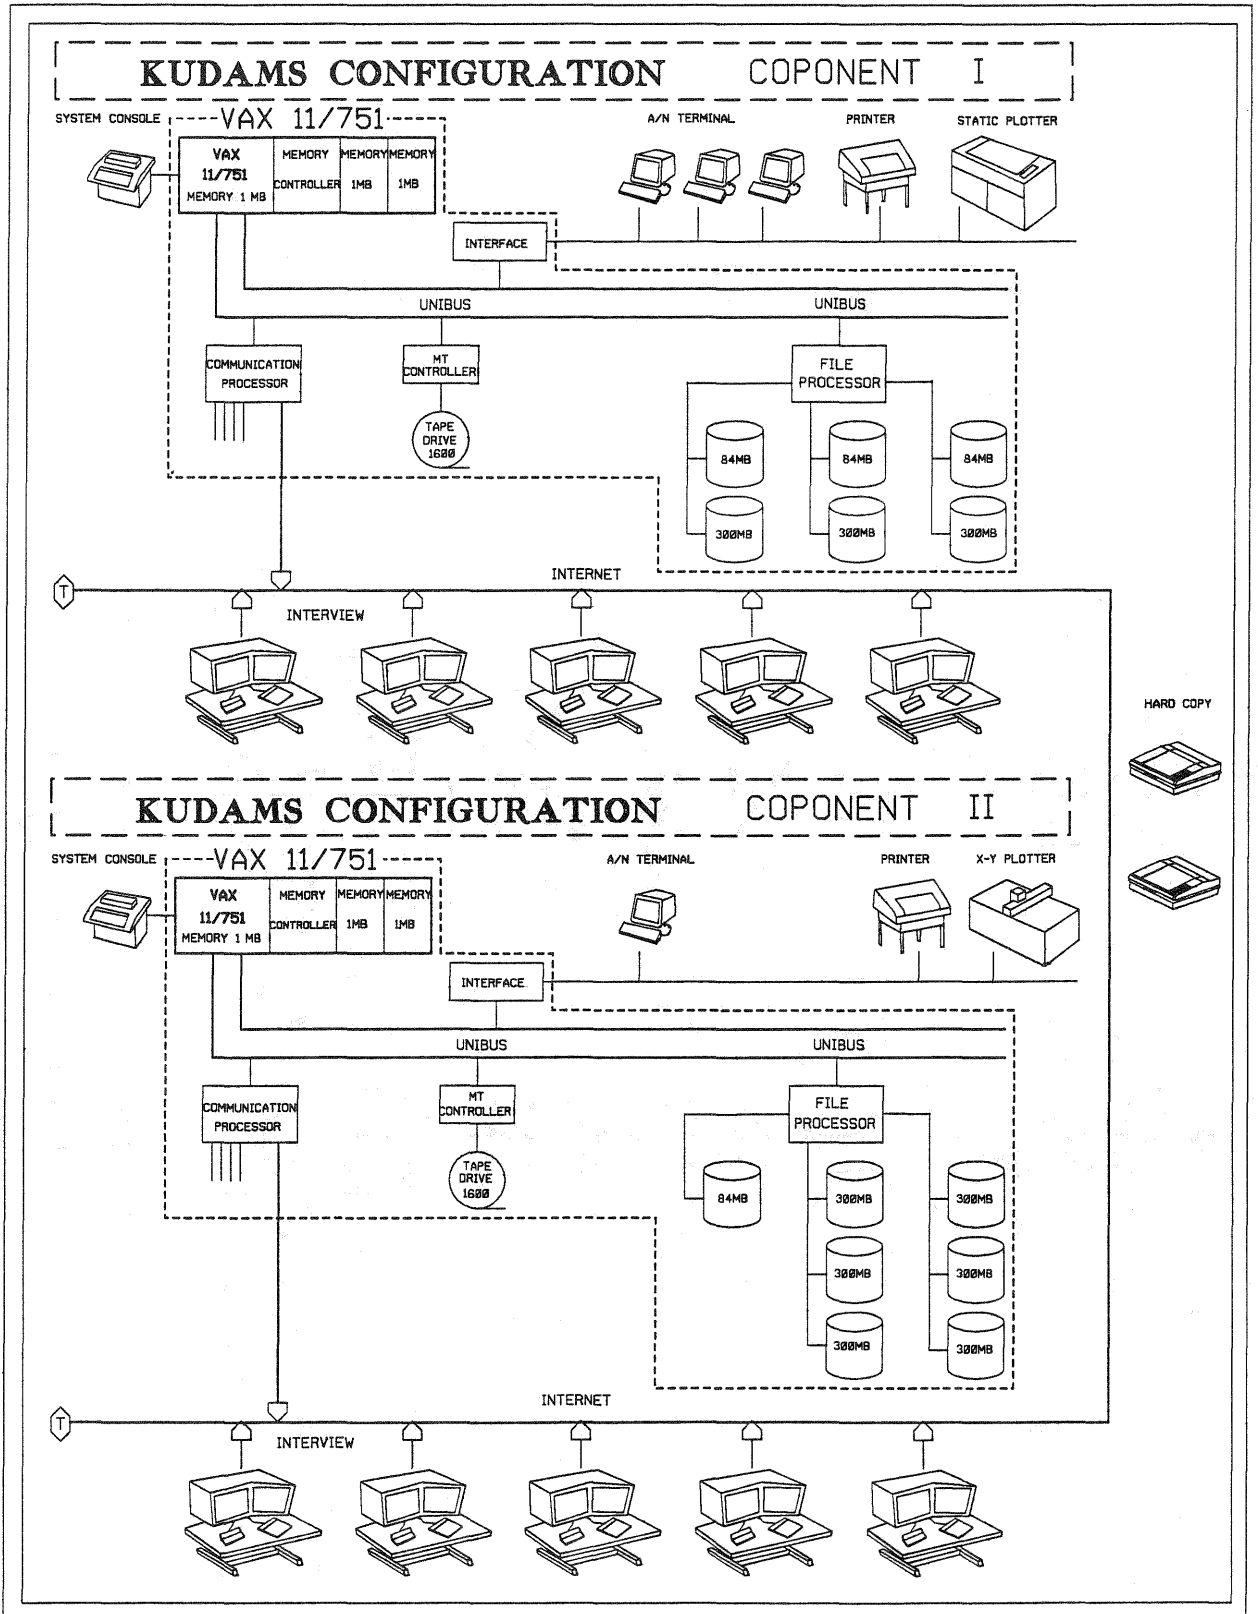 KUDAMS CONFIGURATION COPONENT I
SYSTEM CONSOLE
VAX 11/751
A/N TERMINAL
PRINTER
STATIC PLOTTER
VAX
11/751
MEMORY 1 MB
MEMORY
CONTROLLER
MEMORY
1MB
MEMORY
1MB
INTERFACE
UNIBUS
UNIBUS
COMMUNICATION
PROCESSOR
MT
CONTROLLER
FILE
PROCESSOR
TAPE
DRIVE
1600
84MB
84MB
84MB
300MB
300MB
300MB
T
INTERNET
INTERVIEW
HARD COPY
KUDAMS CONFIGURATION COPONENT II
SYSTEM CONSOLE
VAX 11/751
A/N TERMINAL
PRINTER
X-Y PLOTTER
VAX
11/751
MEMORY 1 MB
MEMORY
CONTROLLER
MEMORY
1MB
MEMORY
1MB
INTERFACE
UNIBUS
UNIBUS
COMMUNICATION
PROCESSOR
MT
CONTROLLER
FILE
PROCESSOR
TAPE
DRIVE
1600
84MB
300MB
300MB
300MB
300MB
300MB
300MB
INTERNET
T
INTERVIEW